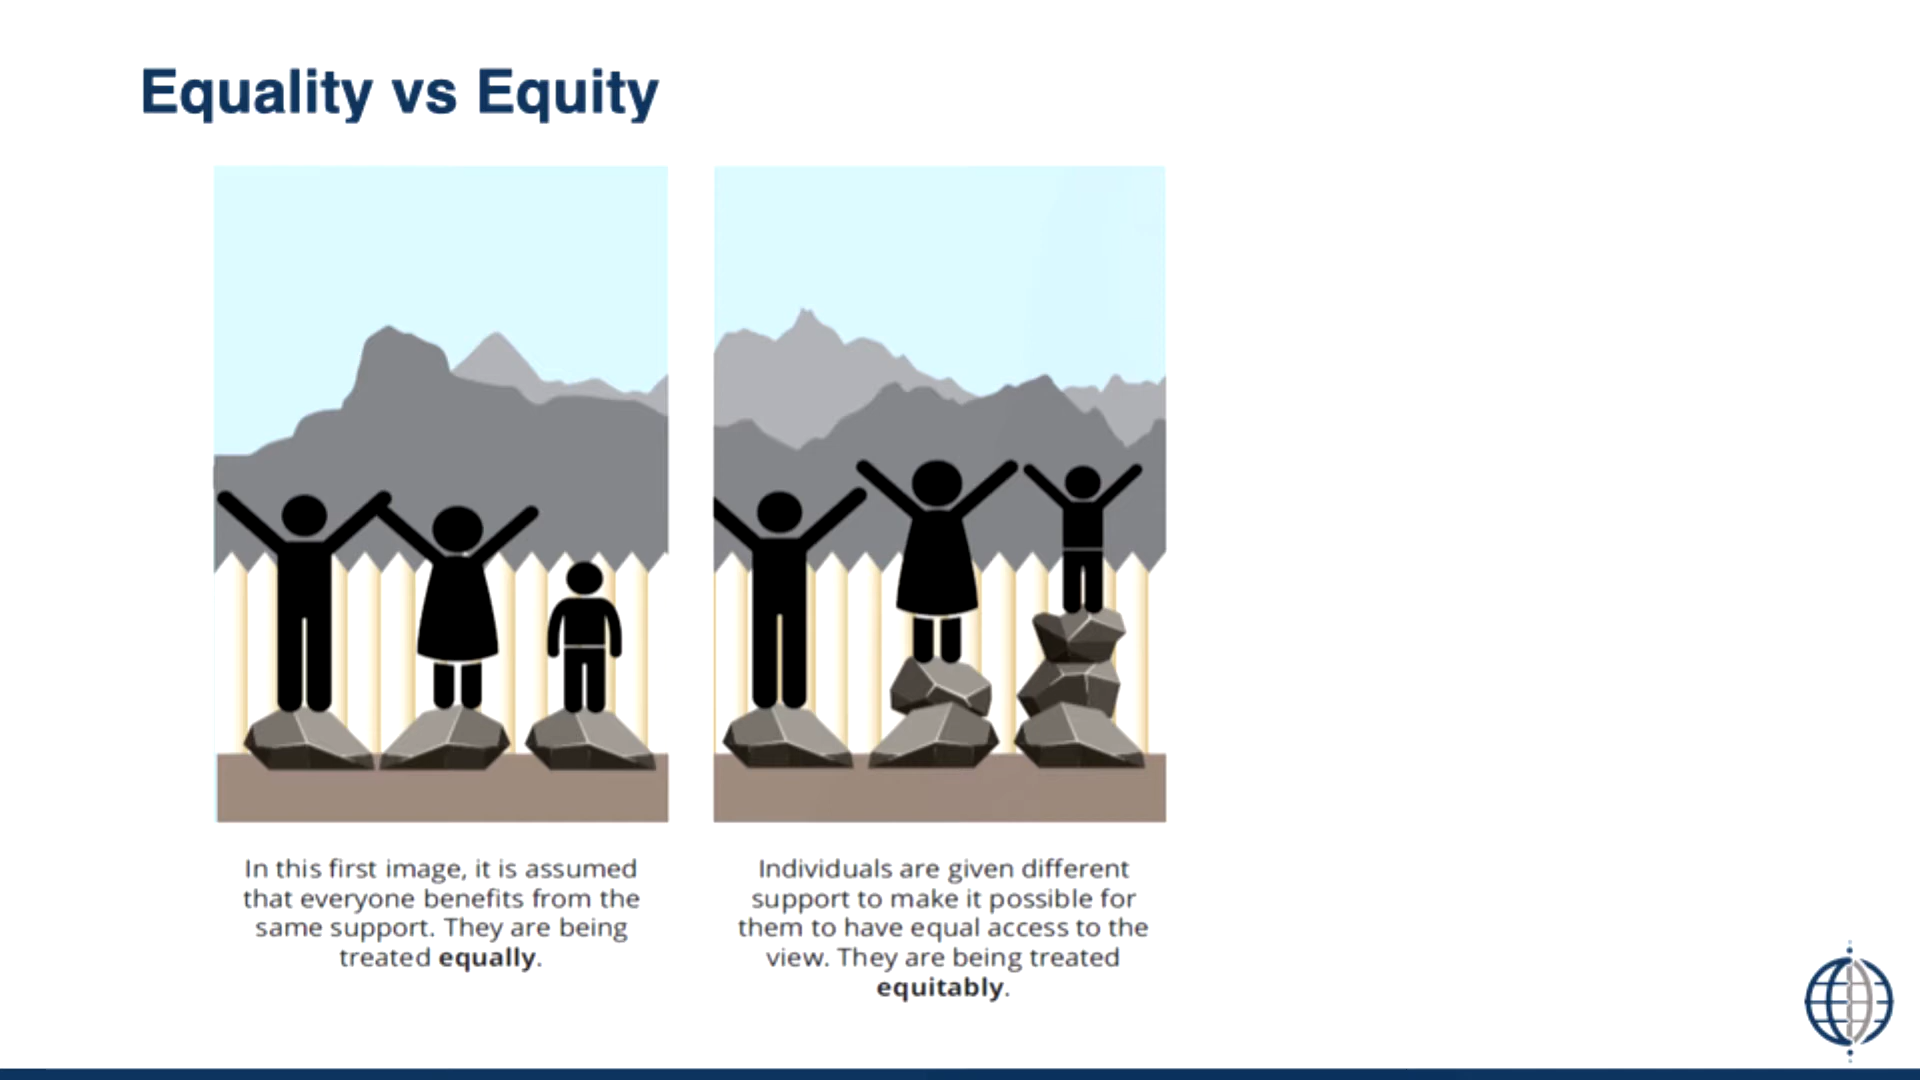 Equality vs Equity
In this first image, it is assumed
that everyone benefits from the
same support. They are being
treated equally.
Individuals are given different
support to make it possible for
them to have equal access to the
view. They are being treated
equitably.